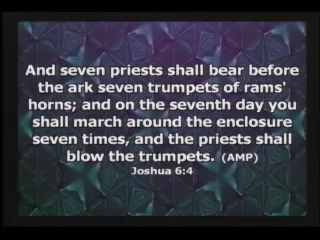 And seven priests shall bear before
the ark seven trumpets of rams'
horns; and on the seventh day you
shall march around the enclosure
seven times, and the priests shall
blow the trumpets. (AMP)
Joshua 6:4